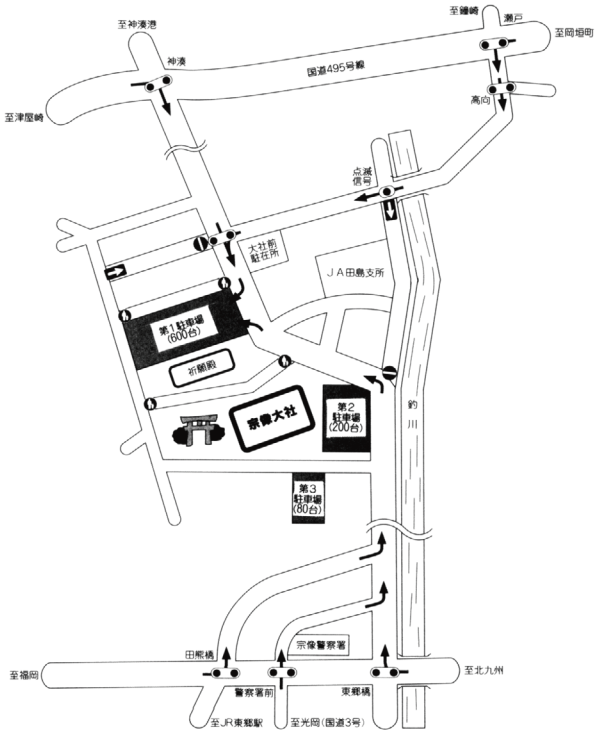 至鐘崎
瀬戸
至神湊港
至岡垣町
神湊
国道495号線
高向
至津屋崎
点滅
信号
大社前
駐在所
JA田島支所
第1駐車場
(600台)
祈願殿
宗像大社
第2
駐車場
(200台)
釣川
第3
駐車場
(80台)
宗像警察署
田熊橋
至福岡
至北九州
警察署前
東郷橋
至JR東郷駅
至光岡(国道3号)